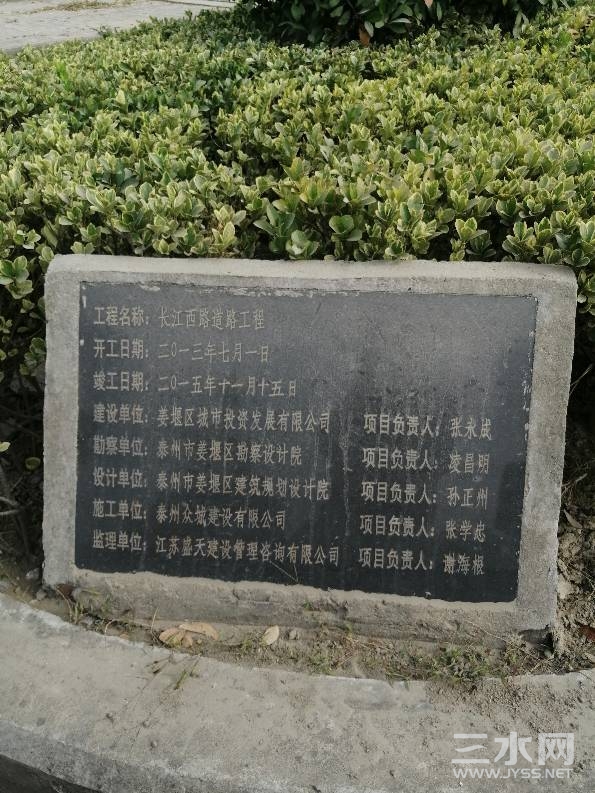 工程名称：长江西路道路工程
开工日期：二〇一三年七月一日
竣工日期：二〇一五年十一月十五日
建设单位：姜堰区城市投资发展有限公司 项目负责人：张永成
勘察单位：泰州市姜堰区勘察设计院 项目负责人：凌昌明
设计单位：泰州市姜堰区建筑规划设计院 项目负责人：孙正州
施工单位：泰州众城建设有限公司 项目负责人：张学忠
监理单位：江苏盛天建设管理咨询有限公司 项目负责人：谢海根
三水网
WWW.JYSS.NET